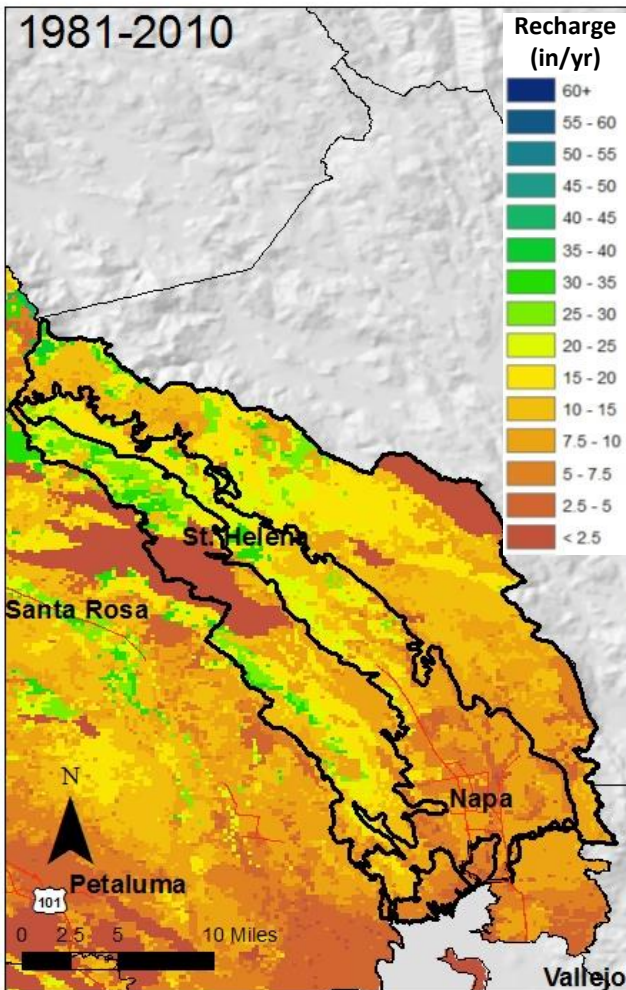 1981-2010
Recharge
(in/yr)
60+
55 - 60
50 - 55
45 - 50
40 - 45
35 - 40
30 - 35
25 - 30
20 - 25
15 - 20
10 - 15
7.5 - 10
5 - 7.5
2.5 - 5
< 2.5
St. Helena
Santa Rosa
N
Napa
Petaluma
101
0 2.5 5 10 Miles
Vallejo